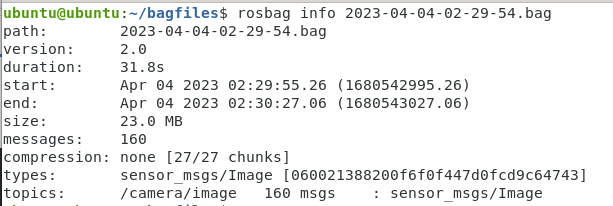 ubuntu@ubuntu:~/bagfiles$ rosbag info 2023-04-04-02-29-54.bag
path:        2023-04-04-02-29-54.bag
version:     2.0
duration:    31.8s
start:       Apr 04 2023 02:29:55.26 (1680542995.26)
end:         Apr 04 2023 02:30:27.06 (1680543027.06)
size:        23.0 MB
messages:    160
compression: none [27/27 chunks]
types:       sensor_msgs/Image [060021388200f6f0f447d0fcd9c64743]
topics:      /camera/image   160 msgs    : sensor_msgs/Image